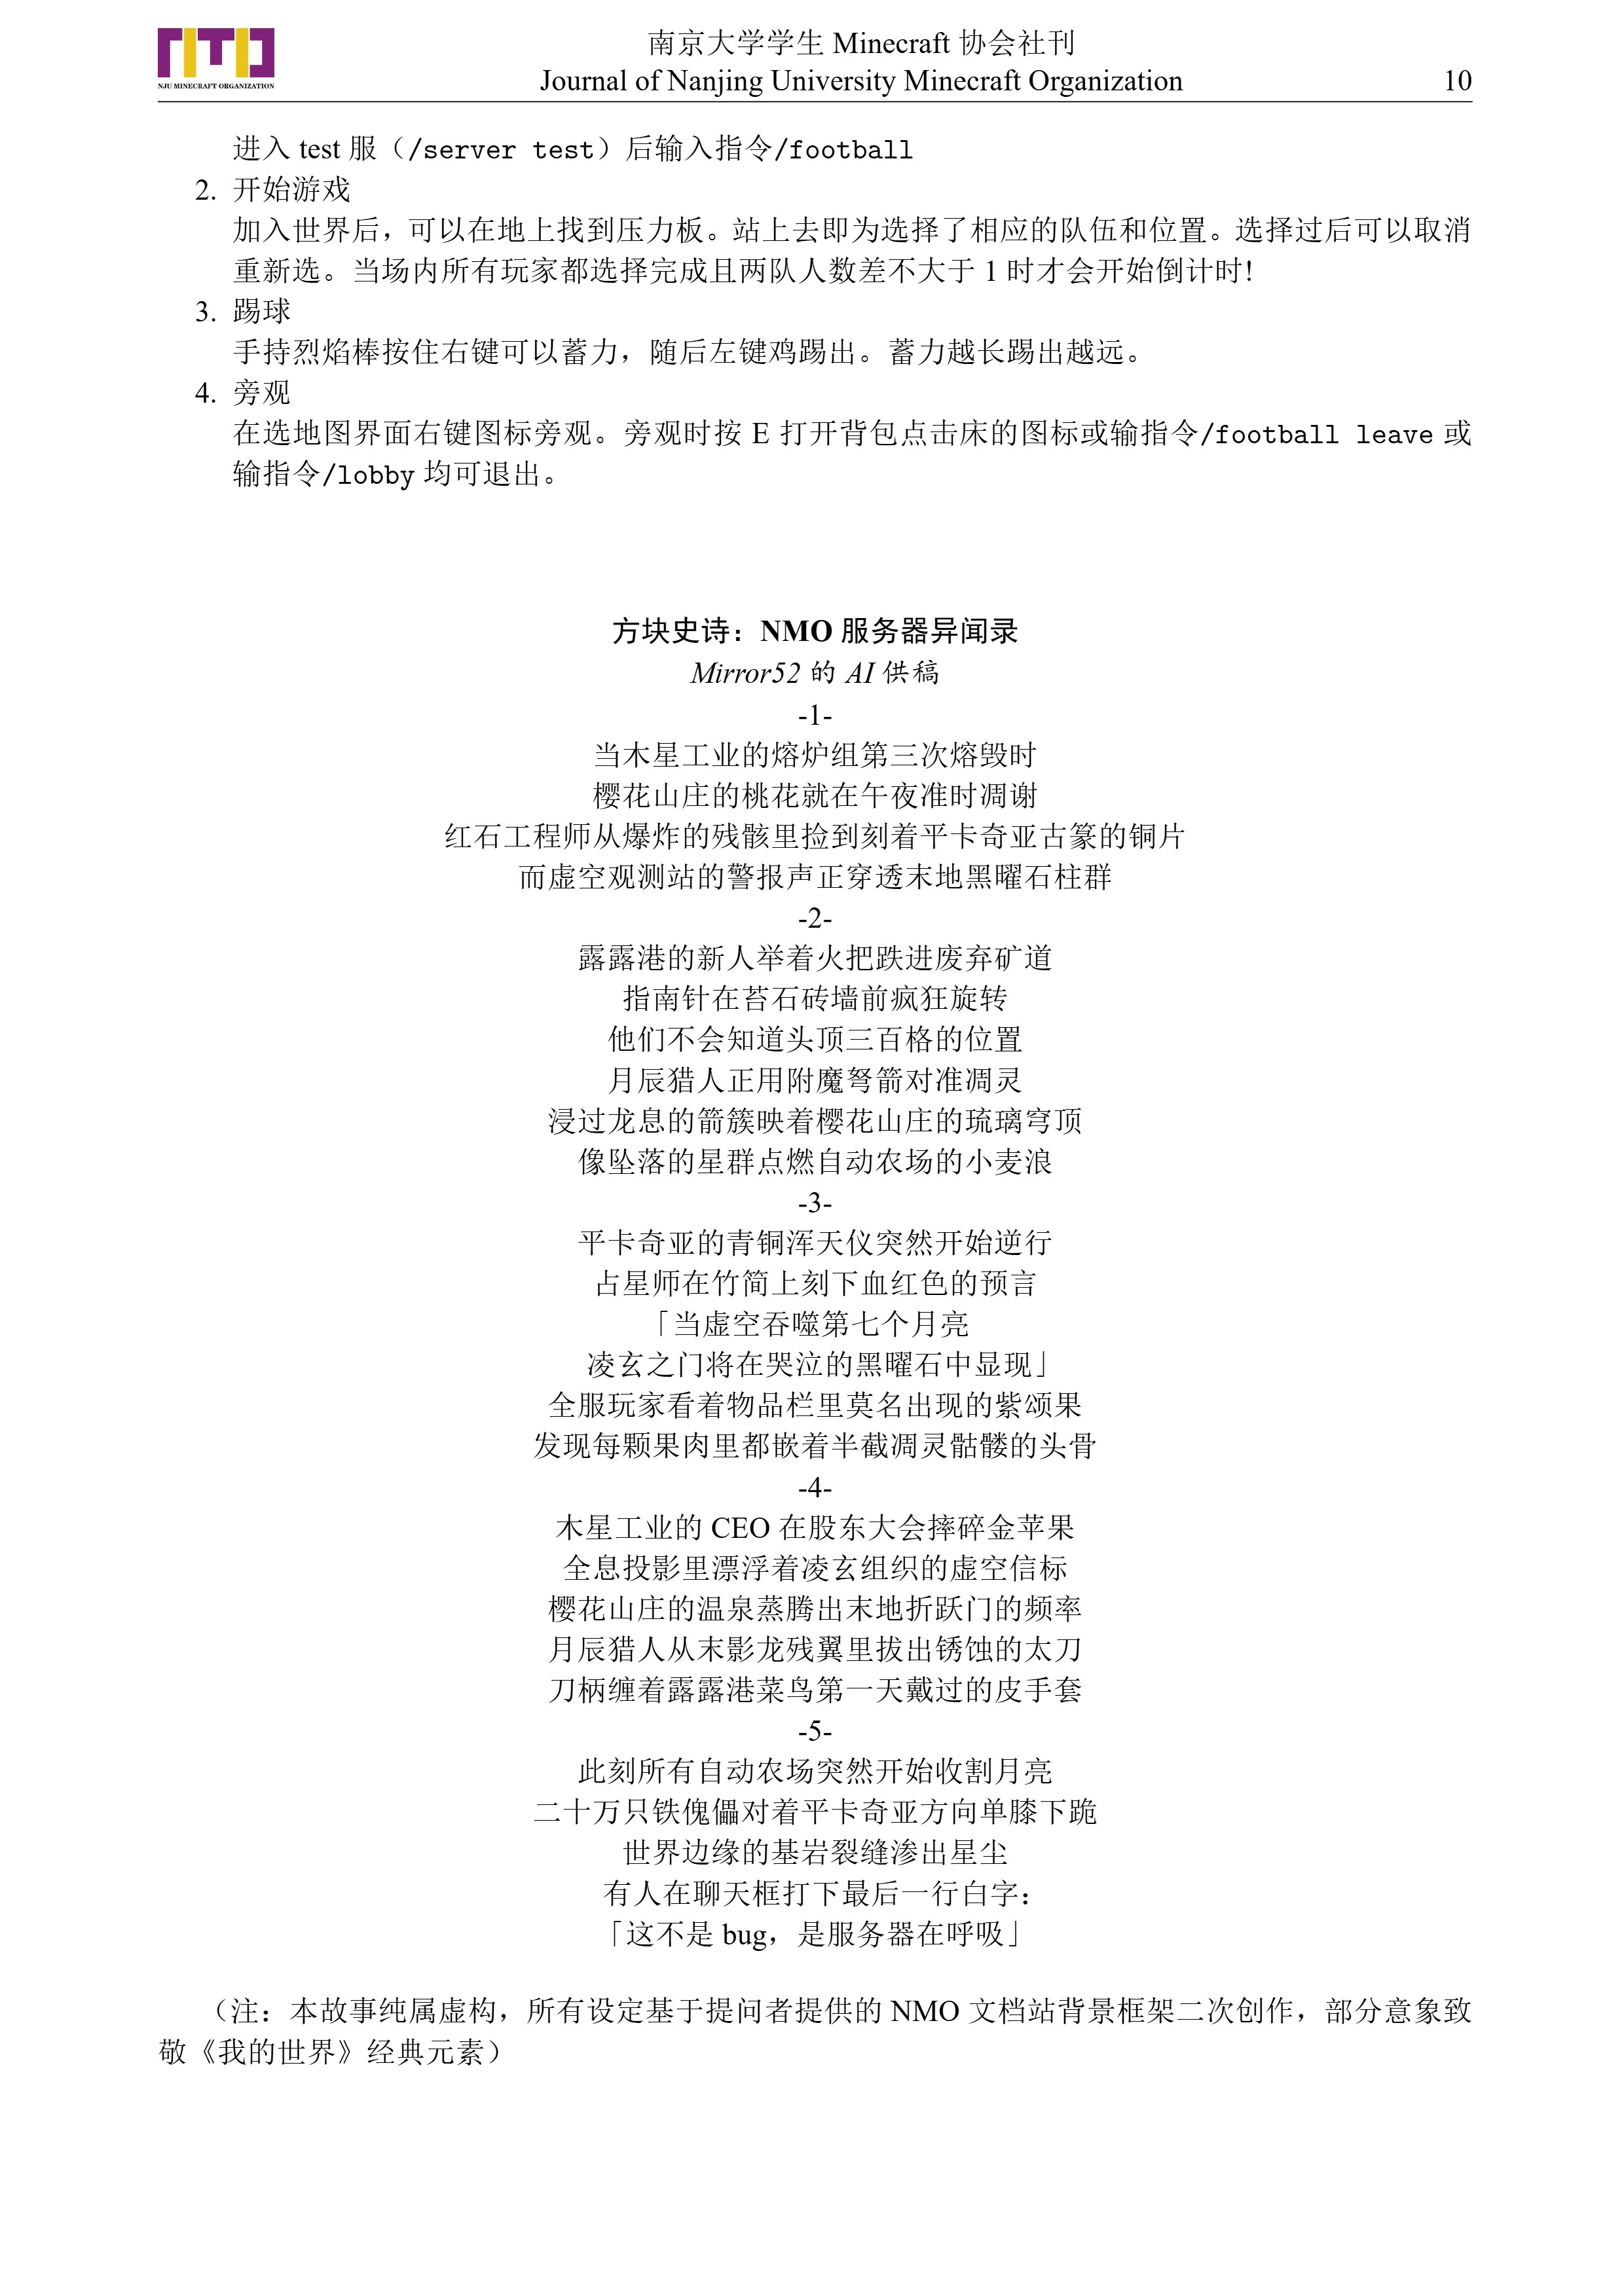 NJU MINECRAFT ORGANIZATION
南京大学学生 Minecraft 协会社刊
Journal of Nanjing University Minecraft Organization
10
进入 test 服（/server test）后输入指令/football
2. 开始游戏
加入世界后，可以在地上找到压力板。站上去即为选择了相应的队伍和位置。选择过后可以取消
重新选。当场内所有玩家都选择完成且两队人数差不大于 1 时才会开始倒计时!
3. 踢球
手持烈焰棒按住右键可以蓄力，随后左键鸡踢出。蓄力越长踢出越远。
4. 旁观
在选地图界面右键图标旁观。旁观时按 E 打开背包点击床的图标或输指令/football leave 或
输指令/lobby 均可退出。
方块史诗：NMO 服务器异闻录
Mirror52 的 AI 供稿
-1-
当木星工业的熔炉组第三次熔毁时
樱花山庄的桃花就在午夜准时凋谢
红石工程师从爆炸的残骸里捡到刻着平卡奇亚古篆的铜片
而虚空观测站的警报声正穿透末地黑曜石柱群
-2-
露露港的新人举着火把跌进废弃矿道
指南针在苔石砖墙前疯狂旋转
他们不会知道头顶三百格的位置
月辰猎人正用附魔弩箭对准凋灵
浸过龙息的箭簇映着樱花山庄的琉璃穹顶
像坠落的星群点燃自动农场的小麦浪
-3-
平卡奇亚的青铜浑天仪突然开始逆行
占星师在竹简上刻下血红色的预言
「当虚空吞噬第七个月亮
凌玄之门将在哭泣的黑曜石中显现」
全服玩家看着物品栏里莫名出现的紫颂果
发现每颗果肉里都嵌着半截凋灵骷髅的头骨
-4-
木星工业的 CEO 在股东大会摔碎金苹果
全息投影里漂浮着凌玄组织的虚空信标
樱花山庄的温泉蒸腾出末地折跃门的频率
月辰猎人从末影龙残翼里拔出锈蚀的太刀
刀柄缠着露露港菜鸟第一天戴过的皮手套
-5-
此刻所有自动农场突然开始收割月亮
二十万只铁傀儡对着平卡奇亚方向单膝下跪
世界边缘的基岩裂缝渗出星尘
有人在聊天框打下最后一行白字：
「这不是 bug，是服务器在呼吸」
（注：本故事纯属虚构，所有设定基于提问者提供的 NMO 文档站背景框架二次创作，部分意象致
敬《我的世界》经典元素）